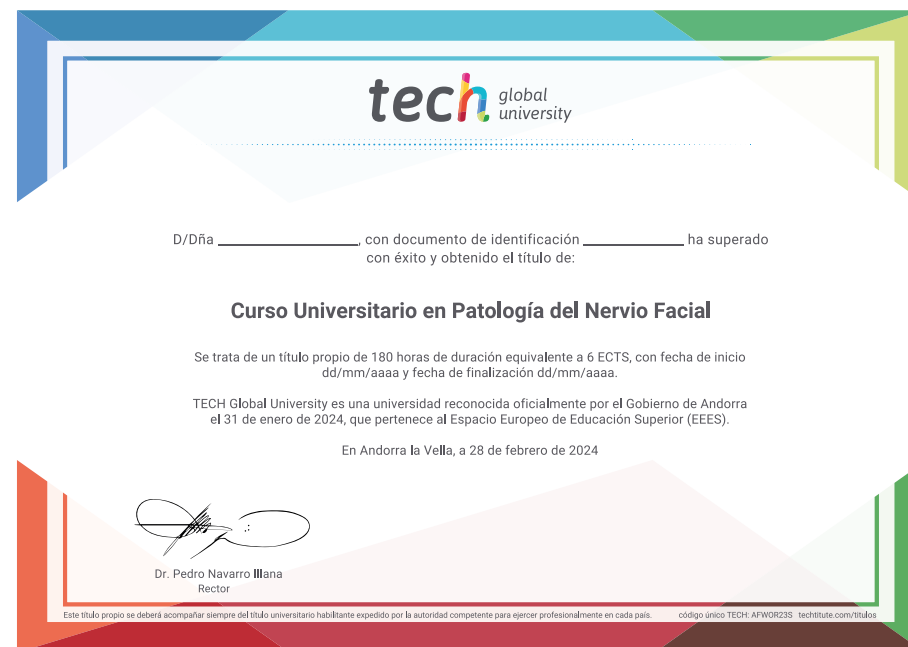 tech global
university
D/Dña ______________, con documento de identificación __________ ha superado
con éxito y obtenido el título de:
Curso Universitario en Patología del Nervio Facial
Se trata de un título propio de 180 horas de duración equivalente a 6 ECTS, con fecha de inicio
dd/mm/aaaa y fecha de finalización dd/mm/aaaa.
TECH Global University es una universidad reconocida oficialmente por el Gobierno de Andorra
el 31 de enero de 2024, que pertenece al Espacio Europeo de Educación Superior (EEES).
En Andorra la Vella, a 28 de febrero de 2024
Dr. Pedro Navarro Illana
Rector
Este título propio se deberá acompañar siempre del título universitario habilitante expedido por la autoridad competente para ejercer profesionalmente en cada país. código único TECH: AFWOR23S techtitute.com/titulos